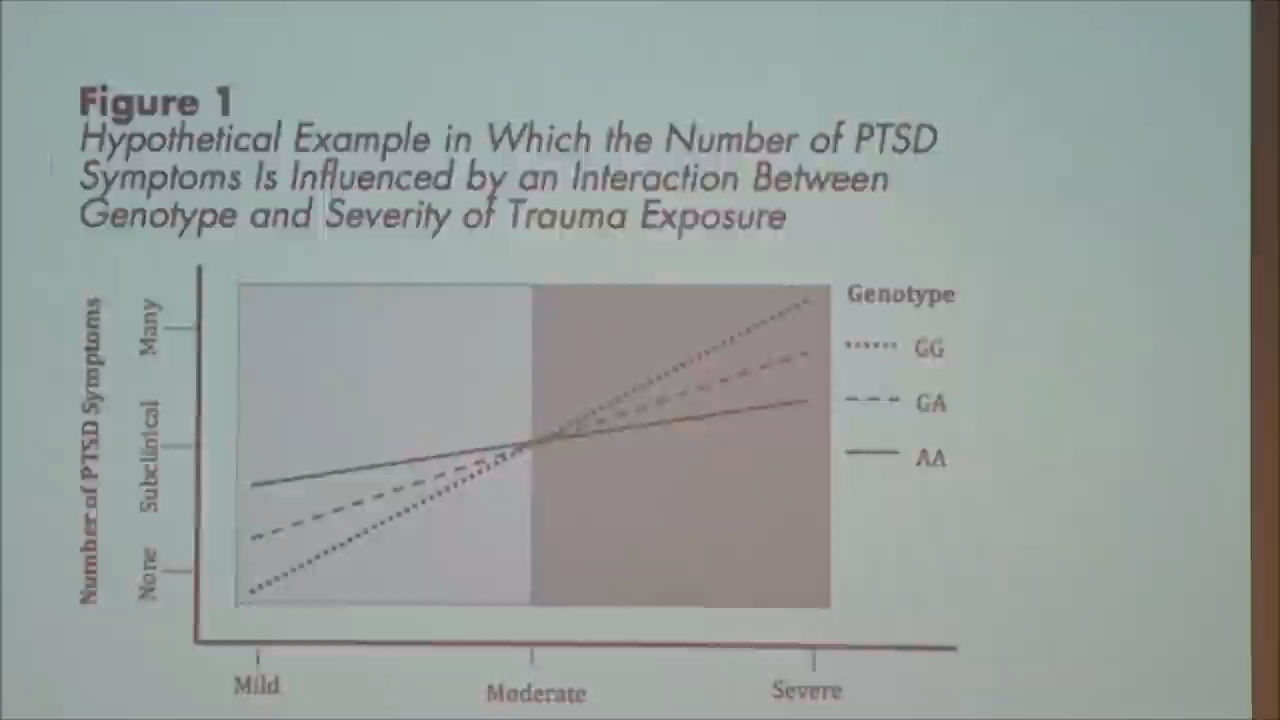 Figure 1
Hypothetical Example in Which the Number of PTSD
Symptoms Is Influenced by an Interaction Between
Genotype and Severity of Trauma Exposure
Number of PTSD Symptoms
Many
Subclinical
None
Genotype
GG
GA
AA
Mild
Moderate
Severe